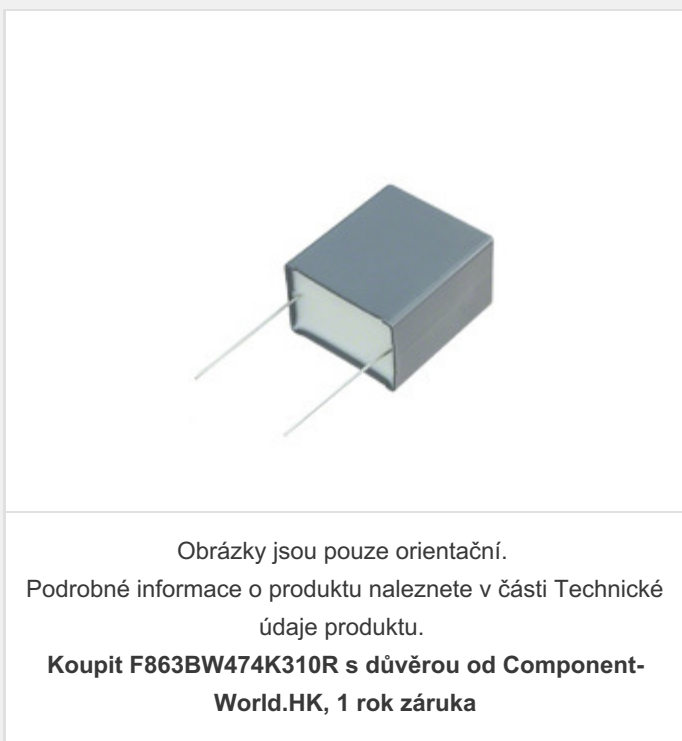 Obrázky jsou pouze orientační.
Podrobné informace o produktu naleznete v části Technické
údaje produktu.
Koupit F863BW474K310R s důvěrou od Component-
World.HK, 1 rok záruka